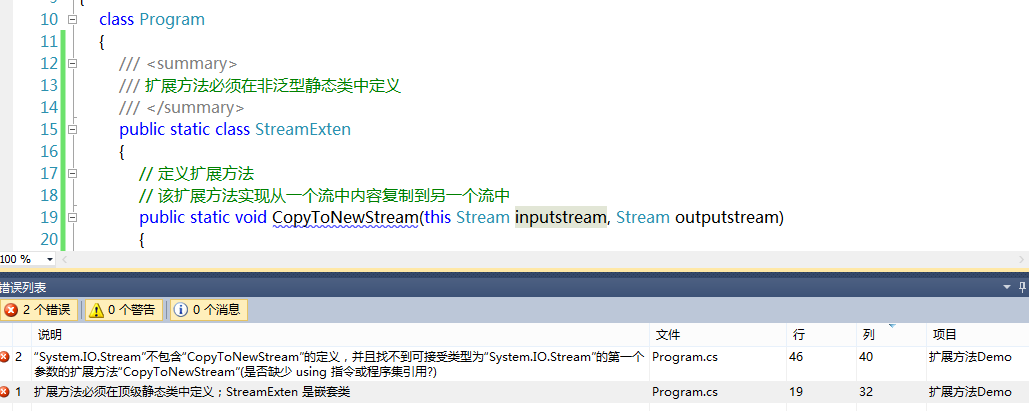 10 class Program
11 {
12 /// <summary>
13 /// 扩展方法必须在非泛型静态类中定义
14 /// </summary>
15 public static class StreamExten
16 {
17 // 定义扩展方法
18 // 该扩展方法实现从一个流中内容复制到另一个流中
19 public static void CopyToNewStream(this Stream inputstream, Stream outputstream)
20 {
100 %
错误列表
2 个错误 0 个警告 0 个消息
说明 文件 行 列 项目
2 “System.IO.Stream”不包含“CopyToNewStream”的定义，并且找不到可接受类型为“System.IO.Stream”的第一个 Program.cs 46 40 扩展方法Demo
参数的扩展方法“CopyToNewStream”(是否缺少 using 指令或程序集引用?)
1 扩展方法必须在顶级静态类中定义；StreamExten 是嵌套类 Program.cs 19 32 扩展方法Demo